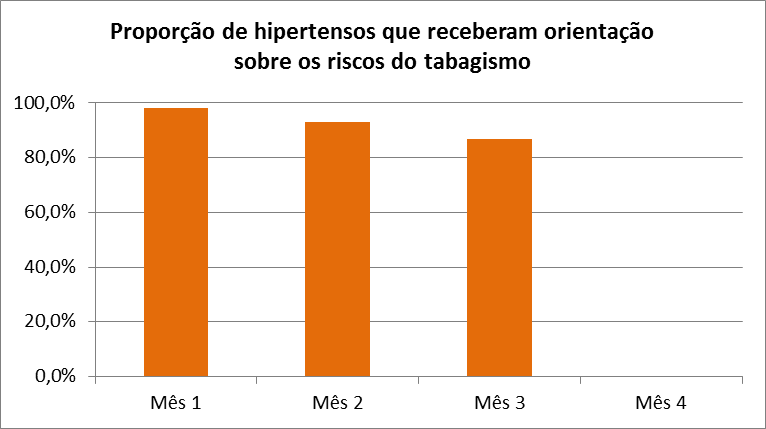 Proporção de hipertensos que receberam orientação
sobre os riscos do tabagismo
100,0%
80,0%
60,0%
40,0%
20,0%
0,0%
Mês 1 Mês 2 Mês 3 Mês 4